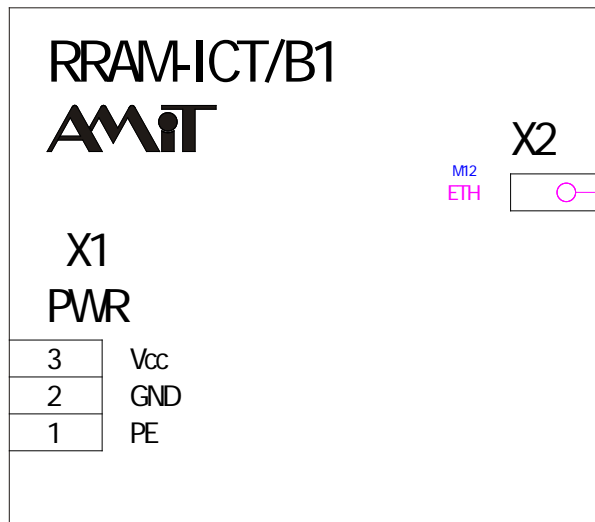 RRAM-ICT/B1
AMiT
X2
M12
ETH
X1
PWR
3 Vcc
2 GND
1 PE